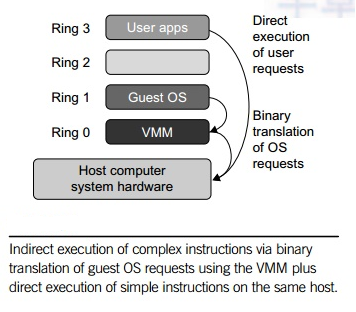 Ring 3
User apps
Direct
execution
of user
requests
Ring 2
Ring 1
Guest OS
Binary
translation
of OS
requests
Ring 0
VMM
Host computer
system hardware
Indirect execution of complex instructions via binary
translation of guest OS requests using the VMM plus
direct execution of simple instructions on the same host.